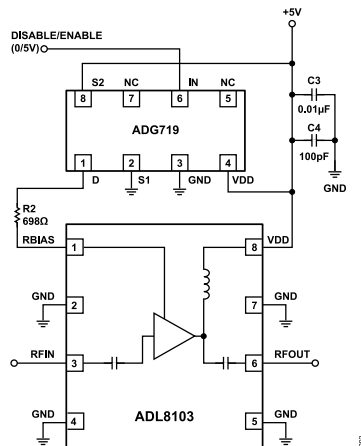 +5V
DISABLE/ENABLE
(0/5V)
S2 NC IN NC
8 7 6 5
C3
0.01µF
ADG719
C4
100pF
1 2 3 4
D S1 GND VDD
GND
R2
698Ω
RBIAS 1 8 VDD
GND 2 7 GND
RFIN 3 6 RFOUT
GND 4 ADL8103 5 GND